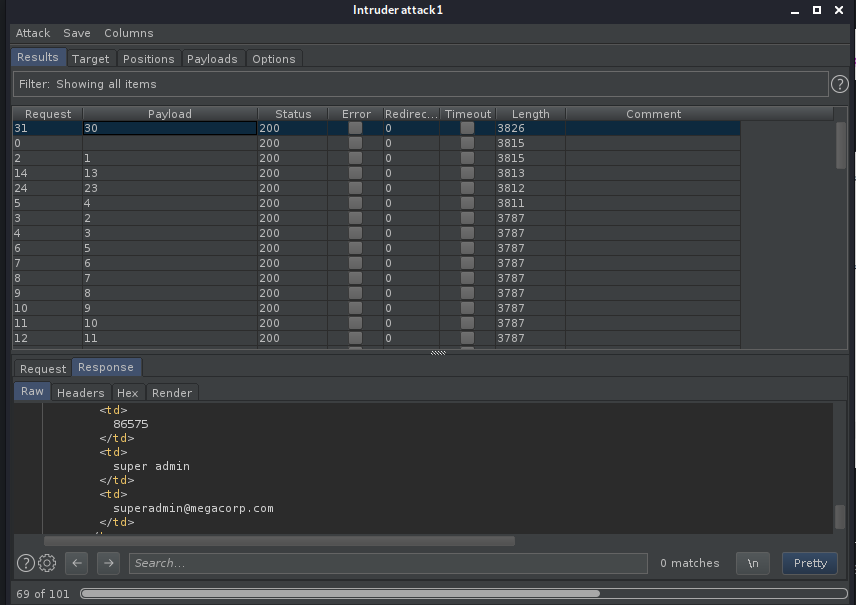 Intruder attack1
Attack Save Columns
Results Target Positions Payloads Options
Filter: Showing all items ?
Request Payload Status Error Redirec... Timeout Length Comment
31 30 200 0 3826
0 200 0 3815
2 1 200 0 3815
14 13 200 0 3813
24 23 200 0 3812
5 4 200 0 3811
3 2 200 0 3787
4 3 200 0 3787
6 5 200 0 3787
7 6 200 0 3787
8 7 200 0 3787
9 8 200 0 3787
10 9 200 0 3787
11 10 200 0 3787
12 11 200 0 3787
Request Response
Raw Headers Hex Render
<td>
86575
</td>
<td>
super admin
</td>
<td>
superadmin@megacorp.com
</td>
? Search... 0 matches \n Pretty
69 of 101